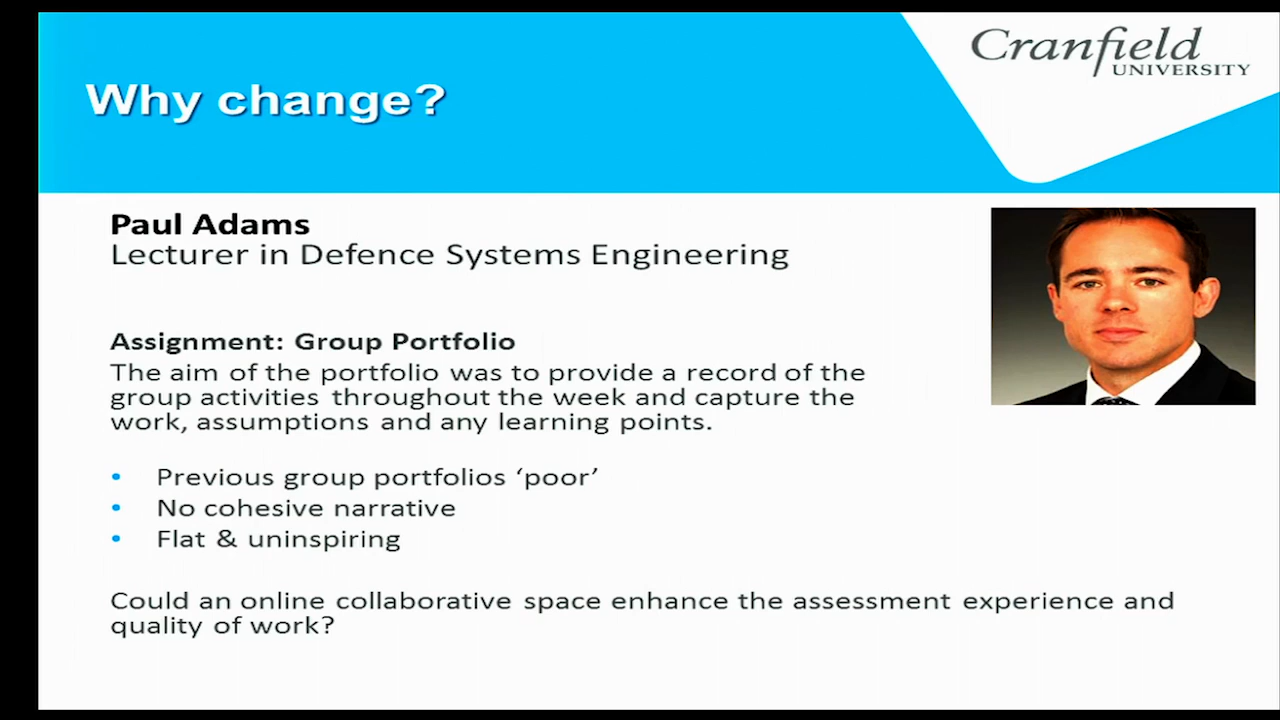 Cranfield
UNIVERSITY
Why change?
Paul Adams
Lecturer in Defence Systems Engineering
Assignment: Group Portfolio
The aim of the portfolio was to provide a record of the
group activities throughout the week and capture the
work, assumptions and any learning points.
• Previous group portfolios ‘poor’
• No cohesive narrative
• Flat & uninspiring
Could an online collaborative space enhance the assessment experience and
quality of work?